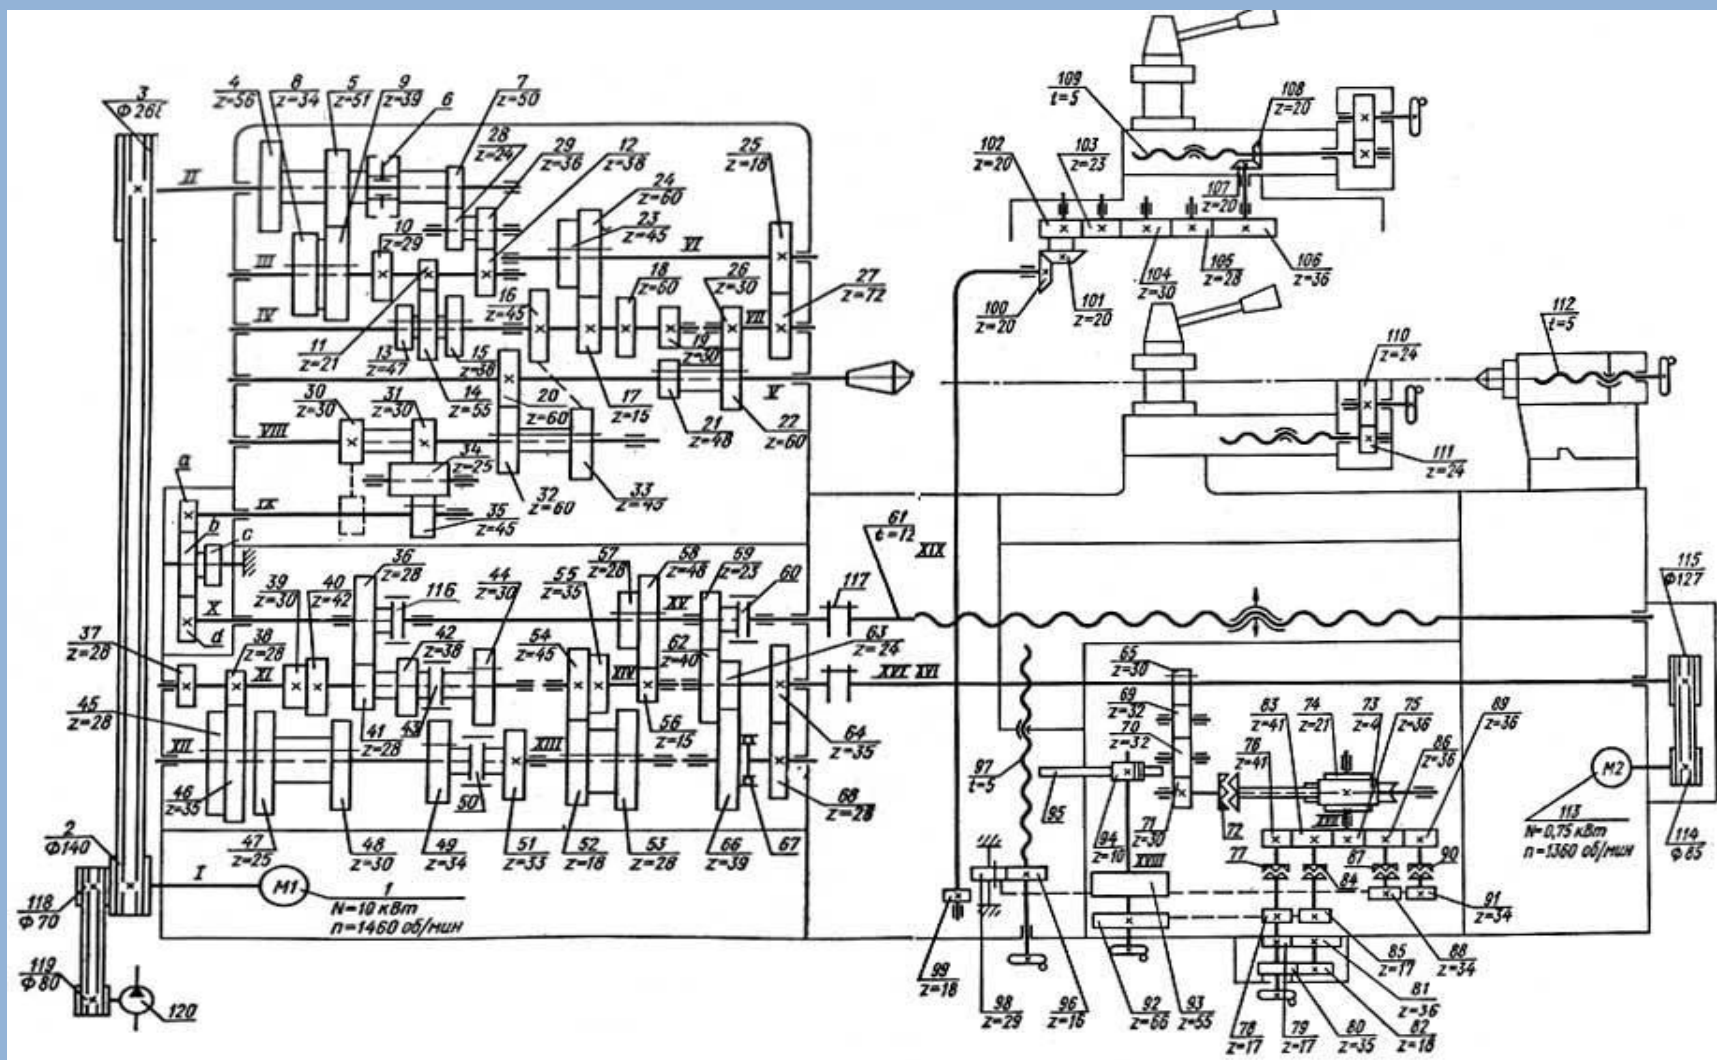 3
Ф 268
4
z=56
8
z=34
5
z=51
9
z=39
6
7
z=50
28
z=24
29
z=36
12
z=38
25
z=18
24
z=60
23
z=45
10
z=29
II
III
IV
VI
VII
V
18
z=60
26
z=30
27
z=72
16
z=45
19
z=30
11
z=21
13
z=47
15
z=38
14
z=55
20
z=60
17
z=15
21
z=48
22
z=60
30
z=30
31
z=30
VIII
34
z=25
32
z=60
33
z=45
35
z=45
IX
a
b
c
d
X
36
z=28
116
39
z=30
40
z=42
44
z=30
37
z=28
38
z=28
42
z=38
XI
45
z=28
XII
41
z=28
43
46
z=35
47
z=25
48
z=30
49
z=34
50
51
z=33
52
z=18
53
z=28
XIII
54
z=45
55
z=35
XIV
57
z=28
58
z=48
59
z=23
XV
60
117
62
z=40
63
z=24
56
z=15
64
z=35
68
z=28
66
z=39
67
XVI
XVI
61
t=12
XIX
2
Ф140
I
M1
1
N=10 кВт
n=1460 об/мин
118
Ф70
119
Ф80
120
109
t=5
108
z=20
102
z=20
103
z=23
107
z=20
104
z=30
105
z=28
106
z=36
100
z=20
101
z=20
110
z=24
111
z=24
112
t=5
115
Ф127
M2
113
N=0,75 кВт
n=1360 об/мин
114
Ф85
65
z=30
69
z=32
70
z=32
71
z=30
72
83
z=41
74
z=21
73
z=4
75
z=36
89
z=36
76
z=41
86
z=36
XVII
77
84
87
90
91
z=34
95
94
z=10
XVIII
97
t=5
99
z=18
98
z=29
96
z=16
92
z=66
93
z=55
78
z=17
79
z=17
80
z=35
82
z=18
81
z=36
85
z=17
88
z=34